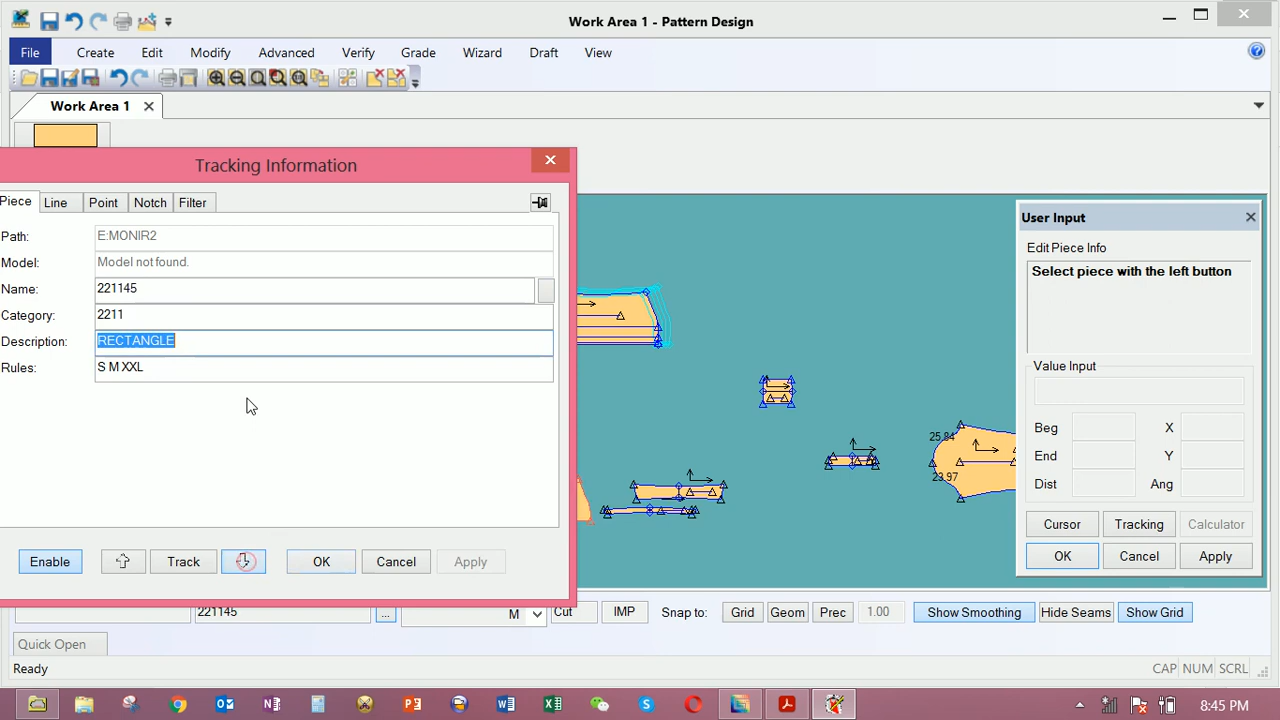 Work Area 1 - Pattern Design
File Create Edit Modify Advanced Verify Grade Wizard Draft View
Work Area 1
Tracking Information
Piece Line Point Notch Filter
Path: E:MONIR2
Model: Model not found.
Name: 221145
Category: 2211
Description: RECTANGLE
Rules: S M XXL
Enable Track OK Cancel Apply
25.84
23.97
User Input
Edit Piece Info
Select piece with the left button
Value Input
Beg X
End Y
Dist Ang
Cursor Tracking Calculator
OK Cancel Apply
221145 ... M Cut IMP Snap to: Grid Geom Prec 1.00 Show Smoothing Hide Seams Show Grid
Quick Open
Ready CAP NUM SCRL
8:45 PM